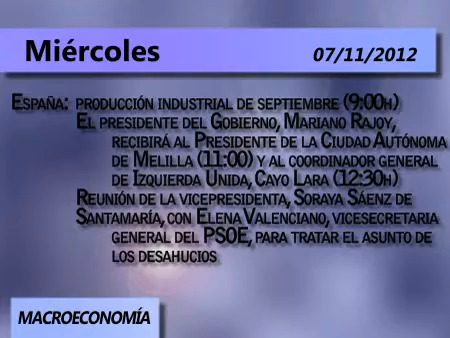 Miércoles 07/11/2012
España: producción industrial de septiembre (9:00h)
El presidente del Gobierno, Mariano Rajoy,
recibirá al Presidente de la Ciudad Autónoma
de Melilla (11:00) y al coordinador general
de Izquierda Unida, Cayo Lara (12:30h)
Reunión de la vicepresidenta, Soraya Sáenz de
Santamaría, con Elena Valenciano, vicesecretaria
general del PSOE, para tratar el asunto de
los desahucios
MACROECONOMÍA